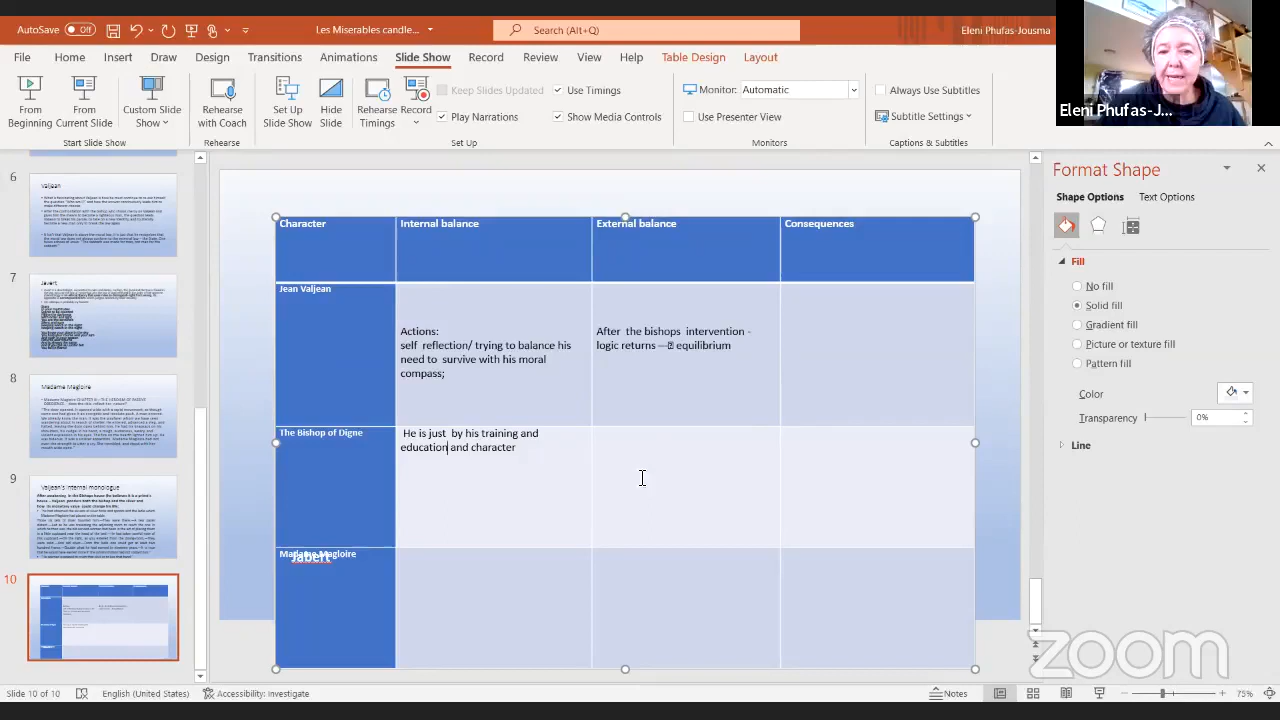 AutoSave Off Les Miserables candle... Search (Alt+Q) Eleni Phufas-Jousma
File Home Insert Draw Design Transitions Animations Slide Show Record Review View Help Table Design Layout
From Beginning
From Current Slide
Custom Slide Show
Start Slide Show
Rehearse with Coach
Rehearse
Set Up Slide Show
Hide Slide
Rehearse Timings
Record
Keep Slides Updated
Play Narrations
Use Timings
Show Media Controls
Set Up
Monitor: Automatic
Use Presenter View
Monitors
Always Use Subtitles
Subtitle Settings
Captions & Subtitles
Eleni Phufas-J...
6
Valjean
7
Javert
8
Madame Magloire
9
Valjean's internal monologue
10
Character Internal balance External balance Consequences
Jean Valjean
Actions:
self reflection/ trying to balance his
need to survive with his moral
compass;
After the bishops intervention -
logic returns —⍰ equilibrium
The Bishop of Digne
He is just by his training and
education and character
Madame Magloire
Jabert
Format Shape
Shape Options Text Options
Fill
No fill
Solid fill
Gradient fill
Picture or texture fill
Pattern fill
Color
Transparency 0%
Line
zoom
Slide 10 of 10 English (United States) Accessibility: Investigate Notes 73%